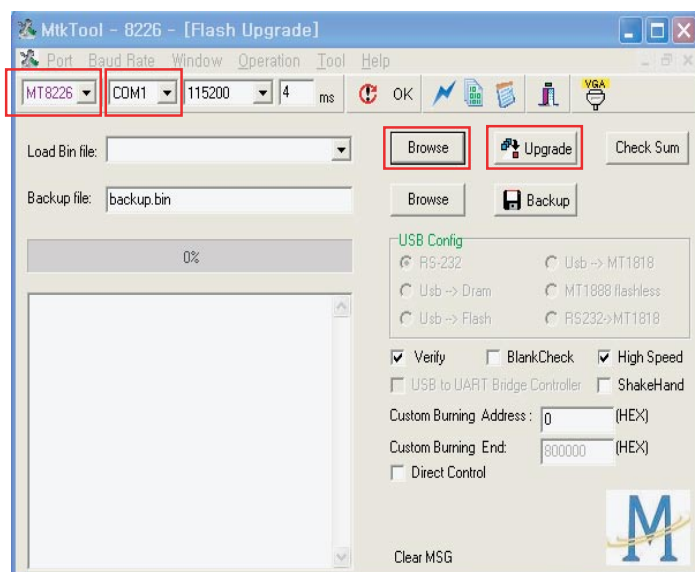 MtkTool - 8226 - [Flash Upgrade]
Port Baud Rate Window Operation Tool Help
MT8226 COM1 115200 4 ms OK VGA
Load Bin file: Browse Upgrade Check Sum
Backup file: backup.bin Browse Backup
0%
USB Config
RS-232 Usb --> MT1818
Usb --> Dram MT1888 flashless
Usb --> Flash RS232->MT1818
Verify BlankCheck High Speed
USB to UART Bridge Controller ShakeHand
Custom Burning Address : 0 (HEX)
Custom Burning End: 800000 (HEX)
Direct Control
M
Clear MSG